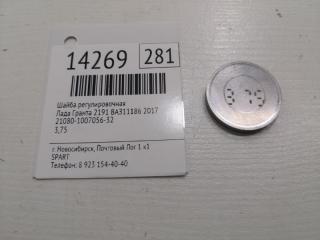 14269 281
Шайба регулировочная
Лада Гранта 2191 ВАЗ11186 2017
21080-1007056-32
3,75
г. Новосибирск, Почтовый Лог 1 к1
SPART
Телефон: 8 923 154-40-40